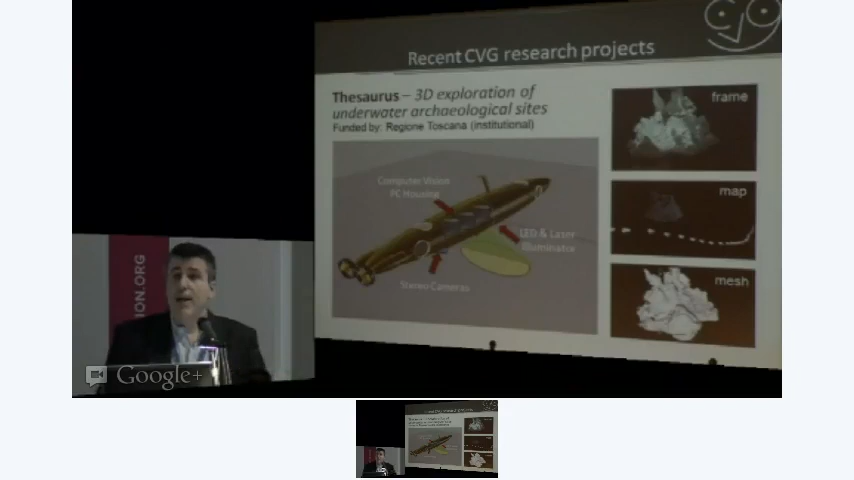 Recent CVG research projects
Thesaurus – 3D exploration of
underwater archaeological sites
Funded by: Regione Toscana (institutional)
frame
Computer Vision
PC Housing
map
LED & Laser
Illuminator
Stereo Cameras
mesh
ION.ORG
Google+